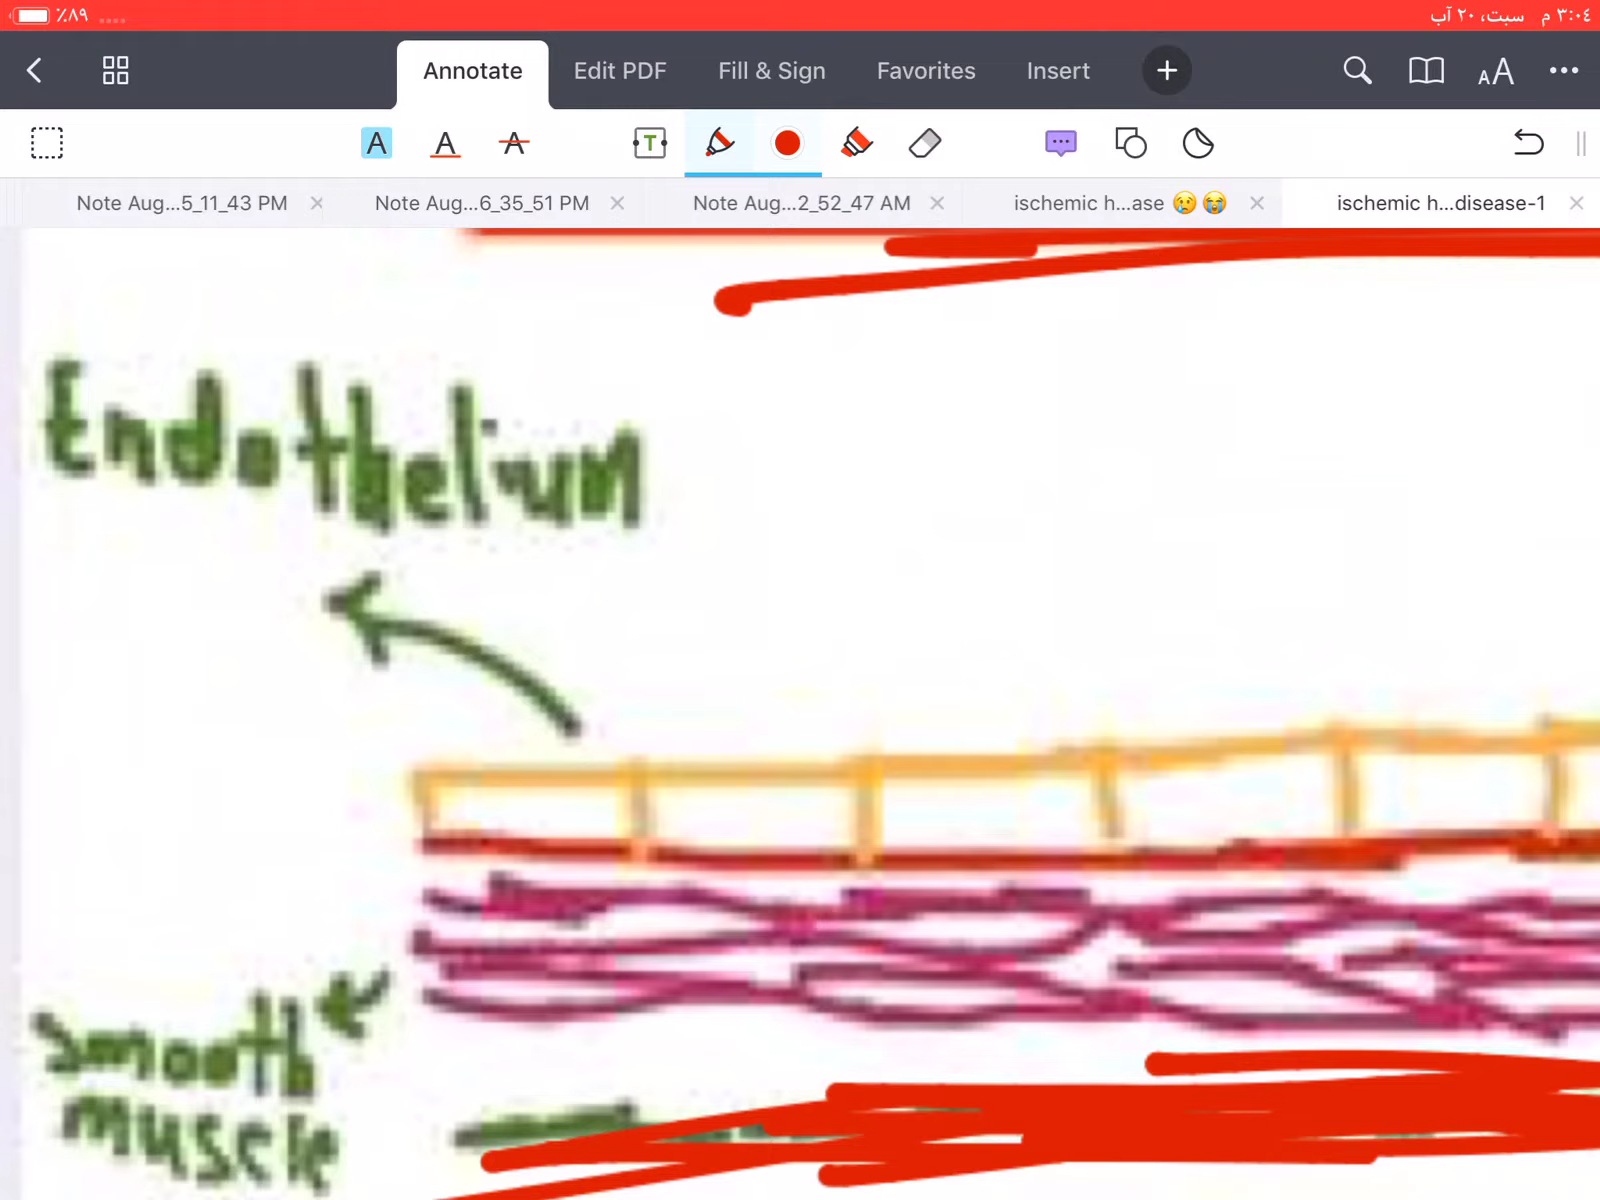 ٪٨٩
٣:٠٤ م سبت، ٢٠ آب
Annotate Edit PDF Fill & Sign Favorites Insert
A A A T AA
Note Aug...5_11_43 PM Note Aug...6_35_51 PM Note Aug...2_52_47 AM ischemic h...ase 😢 😭 ischemic h...disease-1
Endothelium
Smooth
muscle